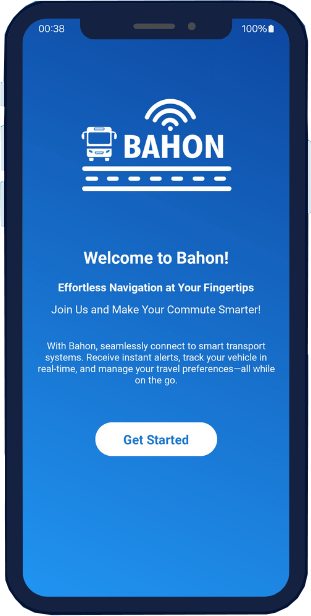 00:38 100%
BAHON
Welcome to Bahon!
Effortless Navigation at Your Fingertips
Join Us and Make Your Commute Smarter!
With Bahon, seamlessly connect to smart transport
systems. Receive instant alerts, track your vehicle in
real-time, and manage your travel preferences—all while
on the go.
Get Started